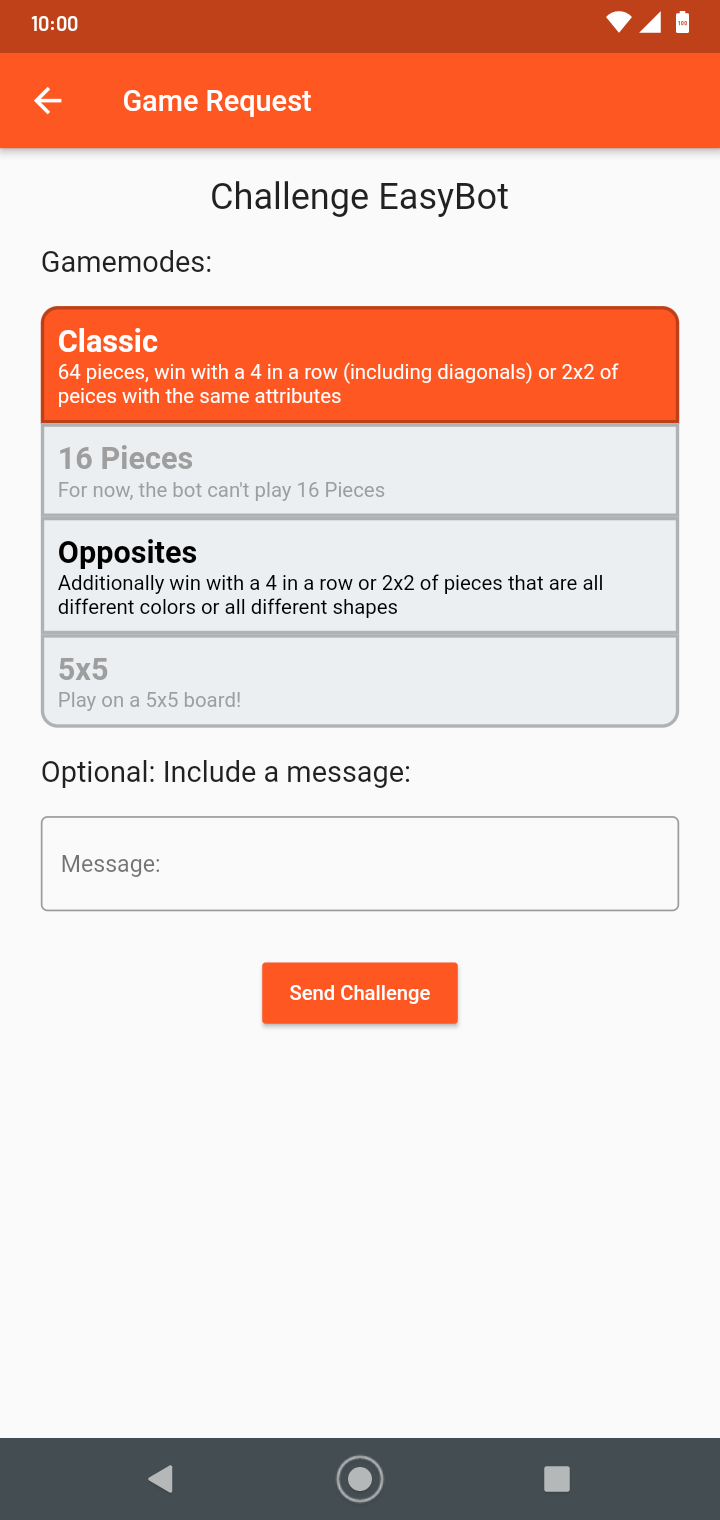 10:00
100
Game Request
Challenge EasyBot
Gamemodes:
Classic
64 pieces, win with a 4 in a row (including diagonals) or 2x2 of
peices with the same attributes
16 Pieces
For now, the bot can't play 16 Pieces
Opposites
Additionally win with a 4 in a row or 2x2 of pieces that are all
different colors or all different shapes
5x5
Play on a 5x5 board!
Optional: Include a message:
Message:
Send Challenge